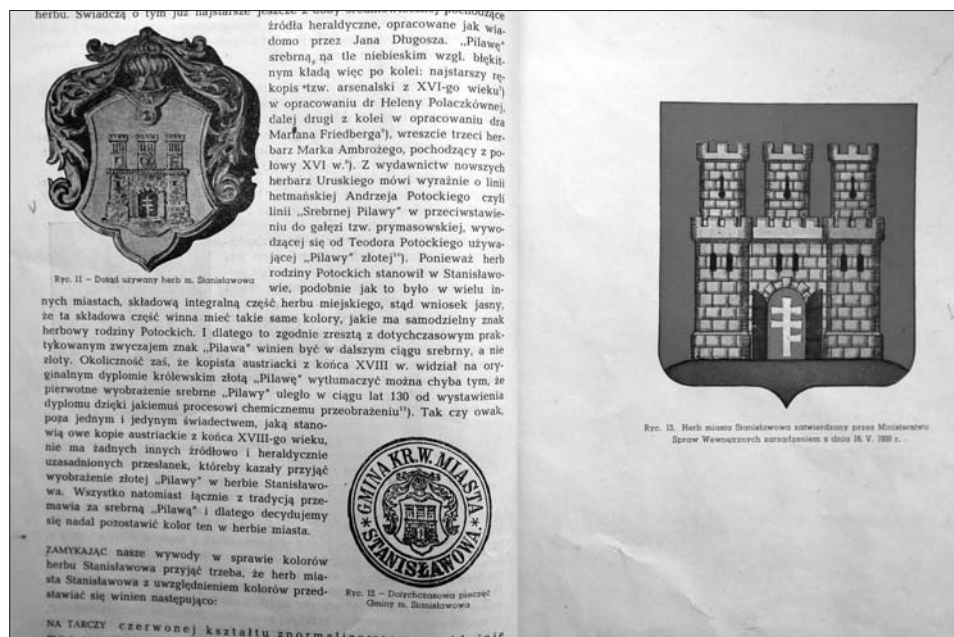 herbu. Świadczą o tym już najstarsze jeszcze z doby średniowiecznej pochodzące
źródła heraldyczne, opracowane jak wia-
domo przez Jana Długosza. „Pilawę"
srebrną na tle niebieskim wzgl. błękit-
nym kładą więc po kolei: najstarszy rę-
kopis tzw. arsenalski z XVI-go wieku⁷)
w opracowaniu dr Heleny Polaczkównej,
dalej drugi z kolei w opracowaniu dra
Mariana Friedberga⁸), wreszcie trzeci her-
barz Marka Ambrożego, pochodzący z po-
łowy XVI w.⁹). Z wydawnictw nowszych
herbarz Uruskiego mówi wyraźnie o linii
hetmańskiej Andrzeja Potockiego czyli
linii „Srebrnej Pilawy" w przeciwstawie-
niu do gałęzi tzw. prymasowskiej, wywo-
dzącej się od Teodora Potockiego używa-
jącej „Pilawy" złotej¹⁰). Ponieważ herb
rodziny Potockich stanowił w Stanisławo-
wie, podobnie jak to było w wielu in-
Ryc. 11 – Dotąd używany herb m. Stanisławowa
nych miastach, składową integralną część herbu miejskiego, stąd wniosek jasny,
że ta składowa część winna mieć takie same kolory, jakie ma samodzielny znak
herbowy rodziny Potockich. I dlatego to zgodnie zresztą z dotychczasowym prak-
tykowanym zwyczajem znak „Pilawa" winien być w dalszym ciągu srebrny, a nie
złoty. Okoliczność zaś, że kopista austriacki z końca XVIII w. widział na ory-
ginalnym dyplomie królewskim złotą „Pilawę" wytłumaczyć można chyba tym, że
pierwotne wyobrażenie srebrne „Pilawy" uległo w ciągu lat 130 od wystawienia
dyplomu dzięki jakiemuś procesowi chemicznemu przeobrażeniu¹¹). Tak czy owak,
poza jednym i jedynym świadectwem, jaką stano-
wią owe kopie austriackie z końca XVIII-go wieku,
nie ma żadnych innych źródłowo i heraldycznie
uzasadnionych przesłanek, któreby kazały przyjąć
wyobrażenie złotej „Pilawy" w herbie Stanisławo-
wa. Wszystko natomiast łącznie z tradycją prze-
mawia za srebrną „Pilawą" i dlatego decydujemy
się nadal pozostawić kolor ten w herbie miasta.
ZAMYKAJĄC nasze wywody w sprawie kolorów
herbu Stanisławowa przyjąć trzeba, że herb mia-
sta Stanisławowa z uwzględnieniem kolorów przed-
stawiać się winien następująco:
NA TARCZY czerwonej kształtu
GMINA KR. W. MIASTA
STANISŁAWOWA
Ryc. 12 – Dotychczasowa pieczęć
Gminy m. Stanisławowa
Ryc. 13. Herb miasta Stanisławowa zatwierdzony przez Ministerstwo
Spraw Wewnętrznych zarządzeniem z dnia 16. V. 1938 r.